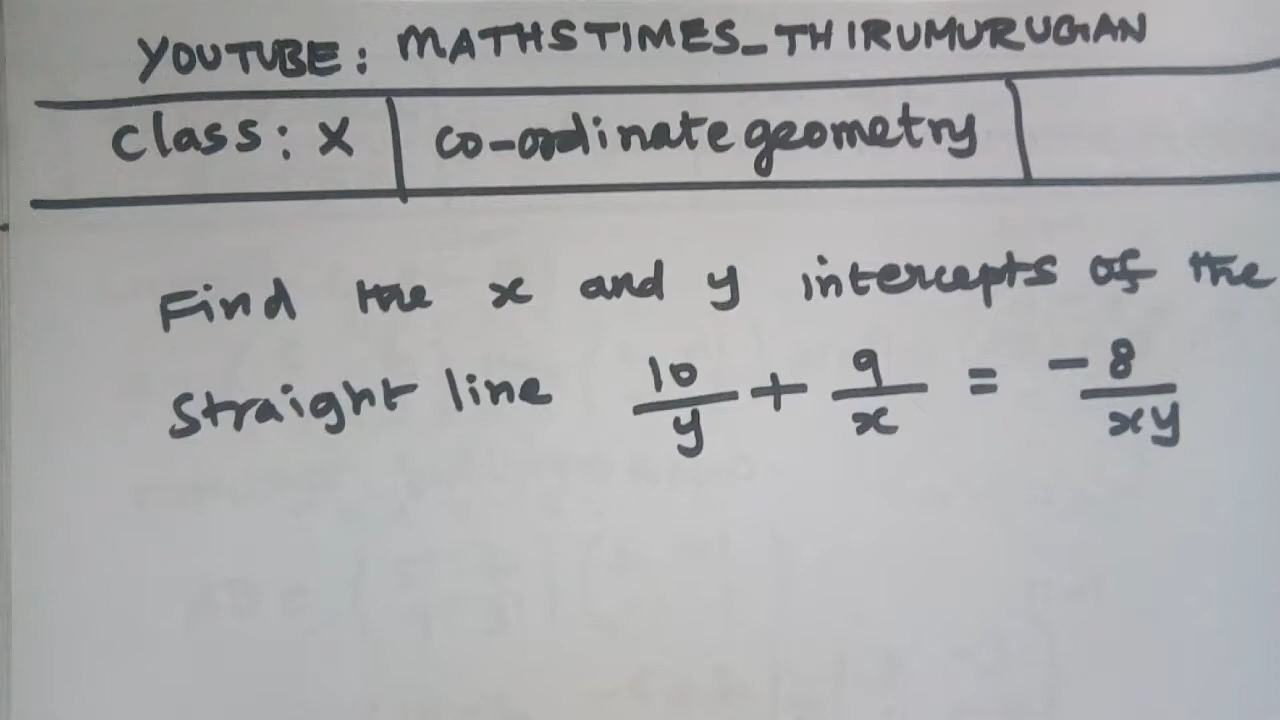 YOUTUBE: MATHSTIMES_THIRUMURUGAN
class: X co-ordinate geometry
Find the x and y intercepts of the
Straight line 10/y + 9/x = -8/xy